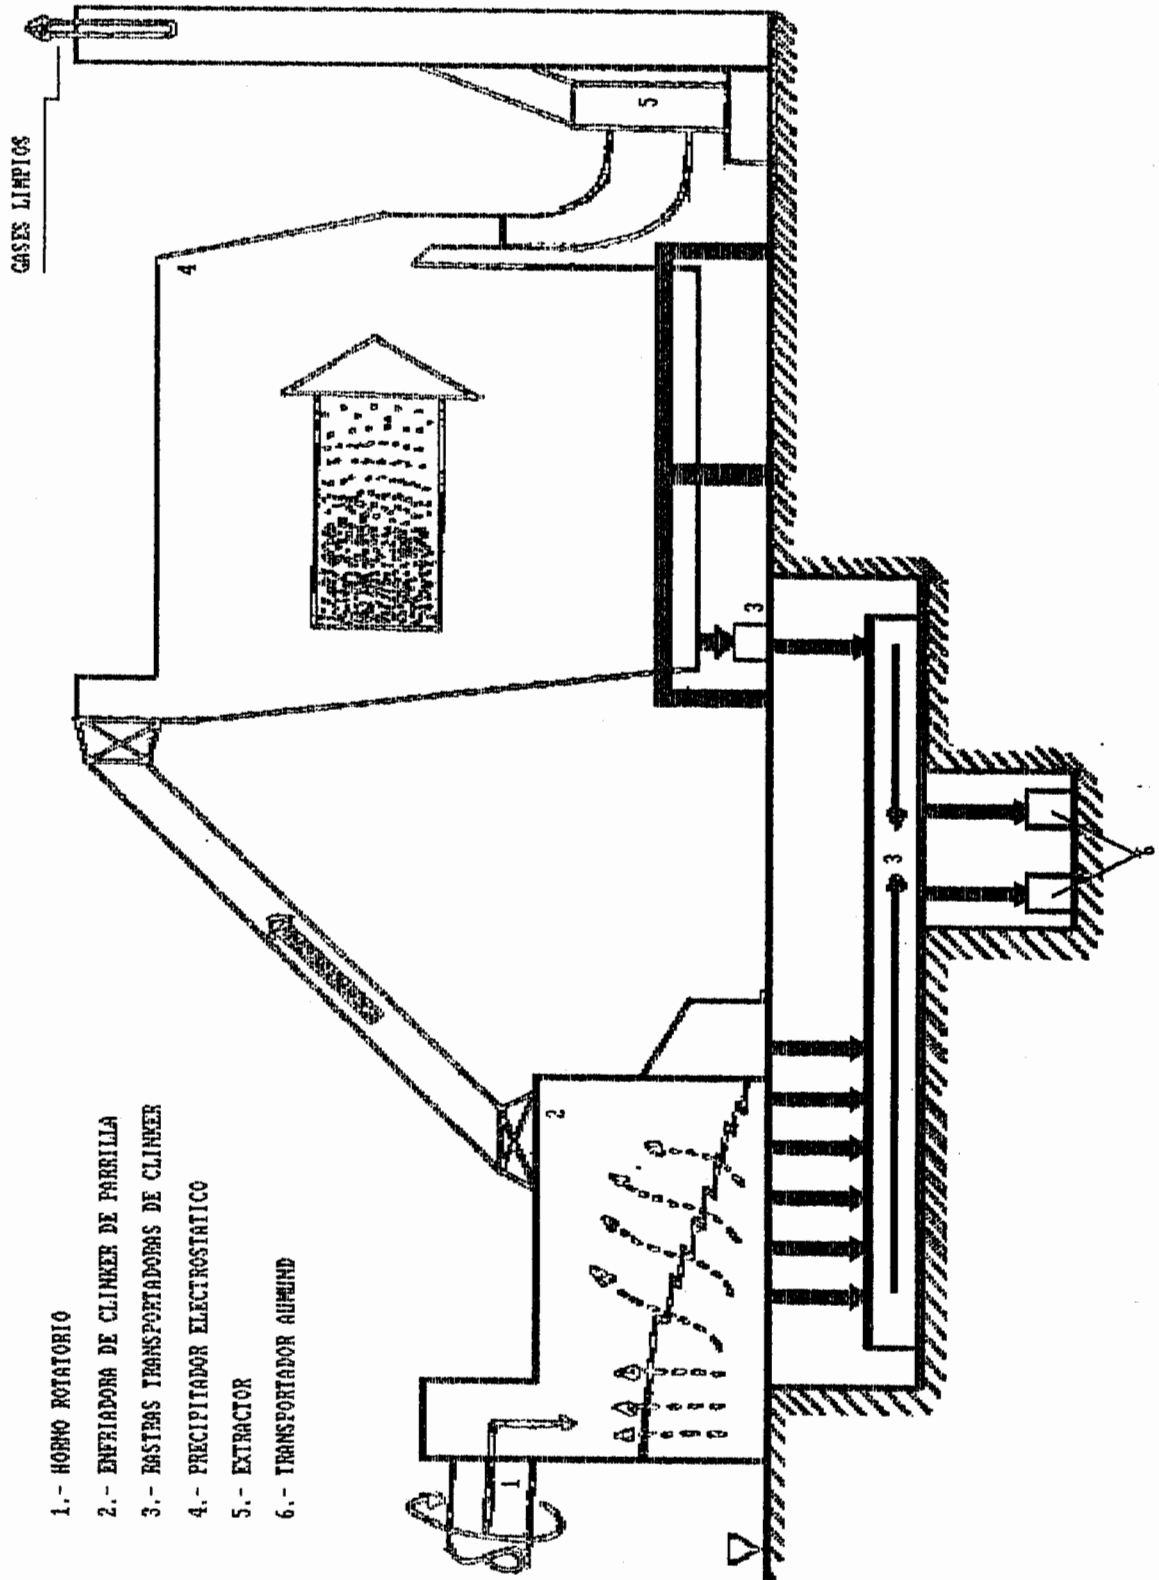 GASES LIMPIOS
1.- HORNO ROTATORIO
2.- ENFRIADORA DE CLINKER DE PARRILLA
3.- RASTRAS TRANSPORTADORAS DE CLINKER
4.- PRECIPITADOR ELECTROSTATICO
5.- EXTRACTOR
6.- TRANSPORTADOR AUMUND
1
2
3
3
4
5
6